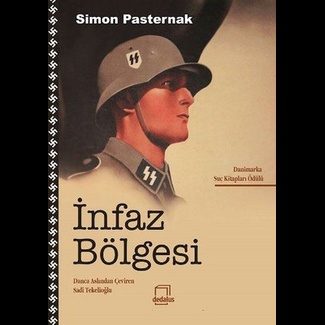 Simon Pasternak
Danimarka
Suç Kitapları Ödülü
İnfaz
Bölgesi
Danca Aslından Çeviren
Sadi Tekelioğlu
dedalus